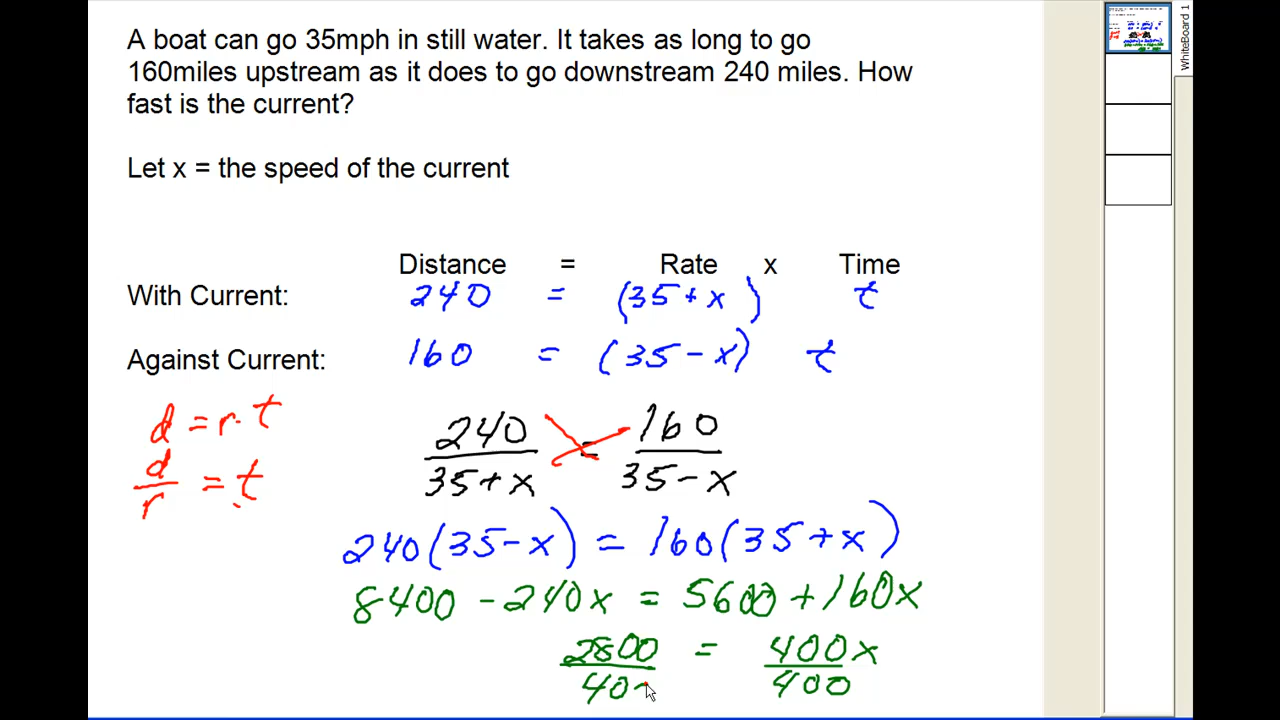 A boat can go 35mph in still water. It takes as long to go
160miles upstream as it does to go downstream 240 miles. How
fast is the current?
Let x = the speed of the current
Distance = Rate x Time
With Current: 240 = (35+x) t
Against Current: 160 = (35-x) t
d = r·t
d/r = t
240/35+x = 160/35-x
240(35-x) = 160(35+x)
8400 - 240x = 5600 + 160x
2800/40 = 400x/400
WhiteBoard 1